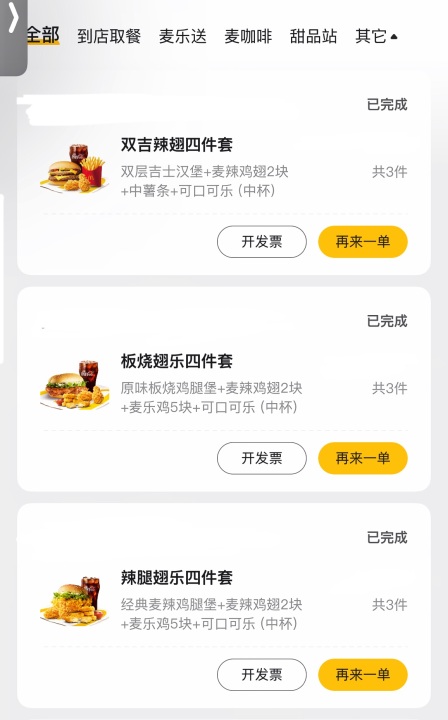 全部 到店取餐 麦乐送 麦咖啡 甜品站 其它
已完成
双吉辣翅四件套
双层吉士汉堡+麦辣鸡翅2块 共3件
+中薯条+可口可乐 (中杯)
开发票 再来一单
已完成
板烧翅乐四件套
原味板烧鸡腿堡+麦辣鸡翅2块 共3件
+麦乐鸡5块+可口可乐 (中杯)
开发票 再来一单
已完成
辣腿翅乐四件套
经典麦辣鸡腿堡+麦辣鸡翅2块 共3件
+麦乐鸡5块+可口可乐 (中杯)
开发票 再来一单